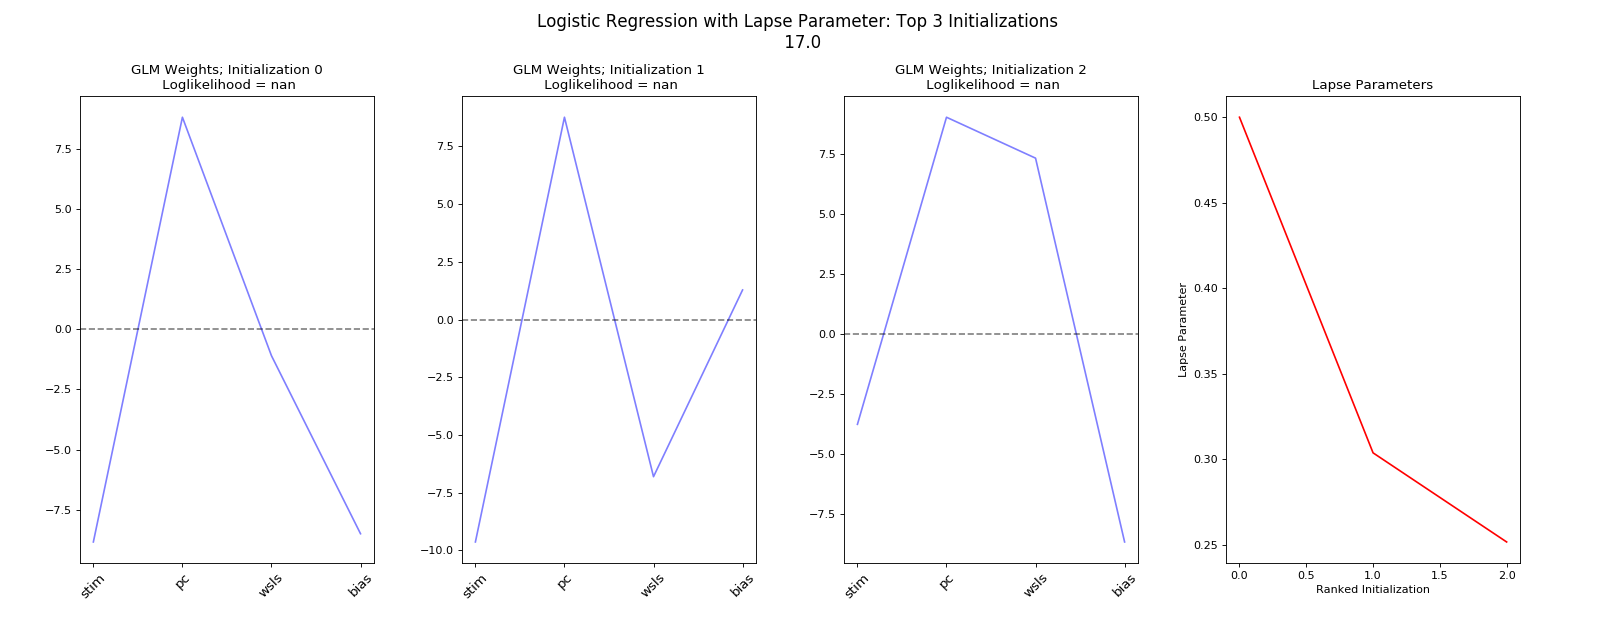 Logistic Regression with Lapse Parameter: Top 3 Initializations
17.0
GLM Weights; Initialization 0
Loglikelihood = nan
7.5
5.0
2.5
0.0
−2.5
−5.0
−7.5
stim
pc
wsls
bias
GLM Weights; Initialization 1
Loglikelihood = nan
7.5
5.0
2.5
0.0
−2.5
−5.0
−7.5
−10.0
stim
pc
wsls
bias
GLM Weights; Initialization 2
Loglikelihood = nan
7.5
5.0
2.5
0.0
−2.5
−5.0
−7.5
stim
pc
wsls
bias
Lapse Parameters
Lapse Parameter
0.50
0.45
0.40
0.35
0.30
0.25
0.0
0.5
1.0
1.5
2.0
Ranked Initialization